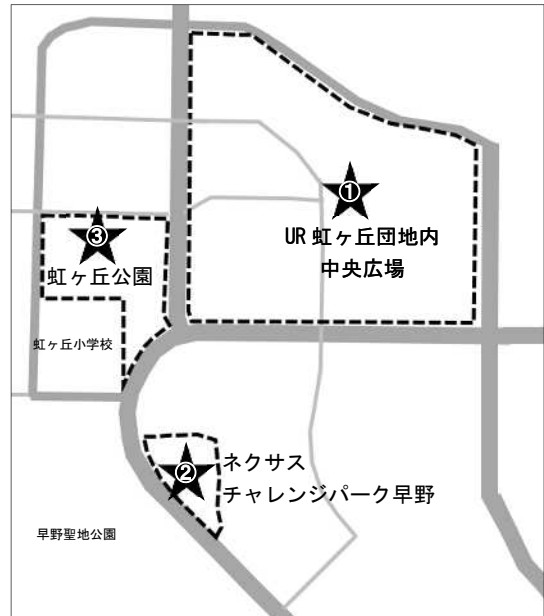 ①
UR 虹ヶ丘団地内
中央広場
③
虹ヶ丘公園
虹ヶ丘小学校
②
ネクサス
チャレンジパーク早野
早野聖地公園